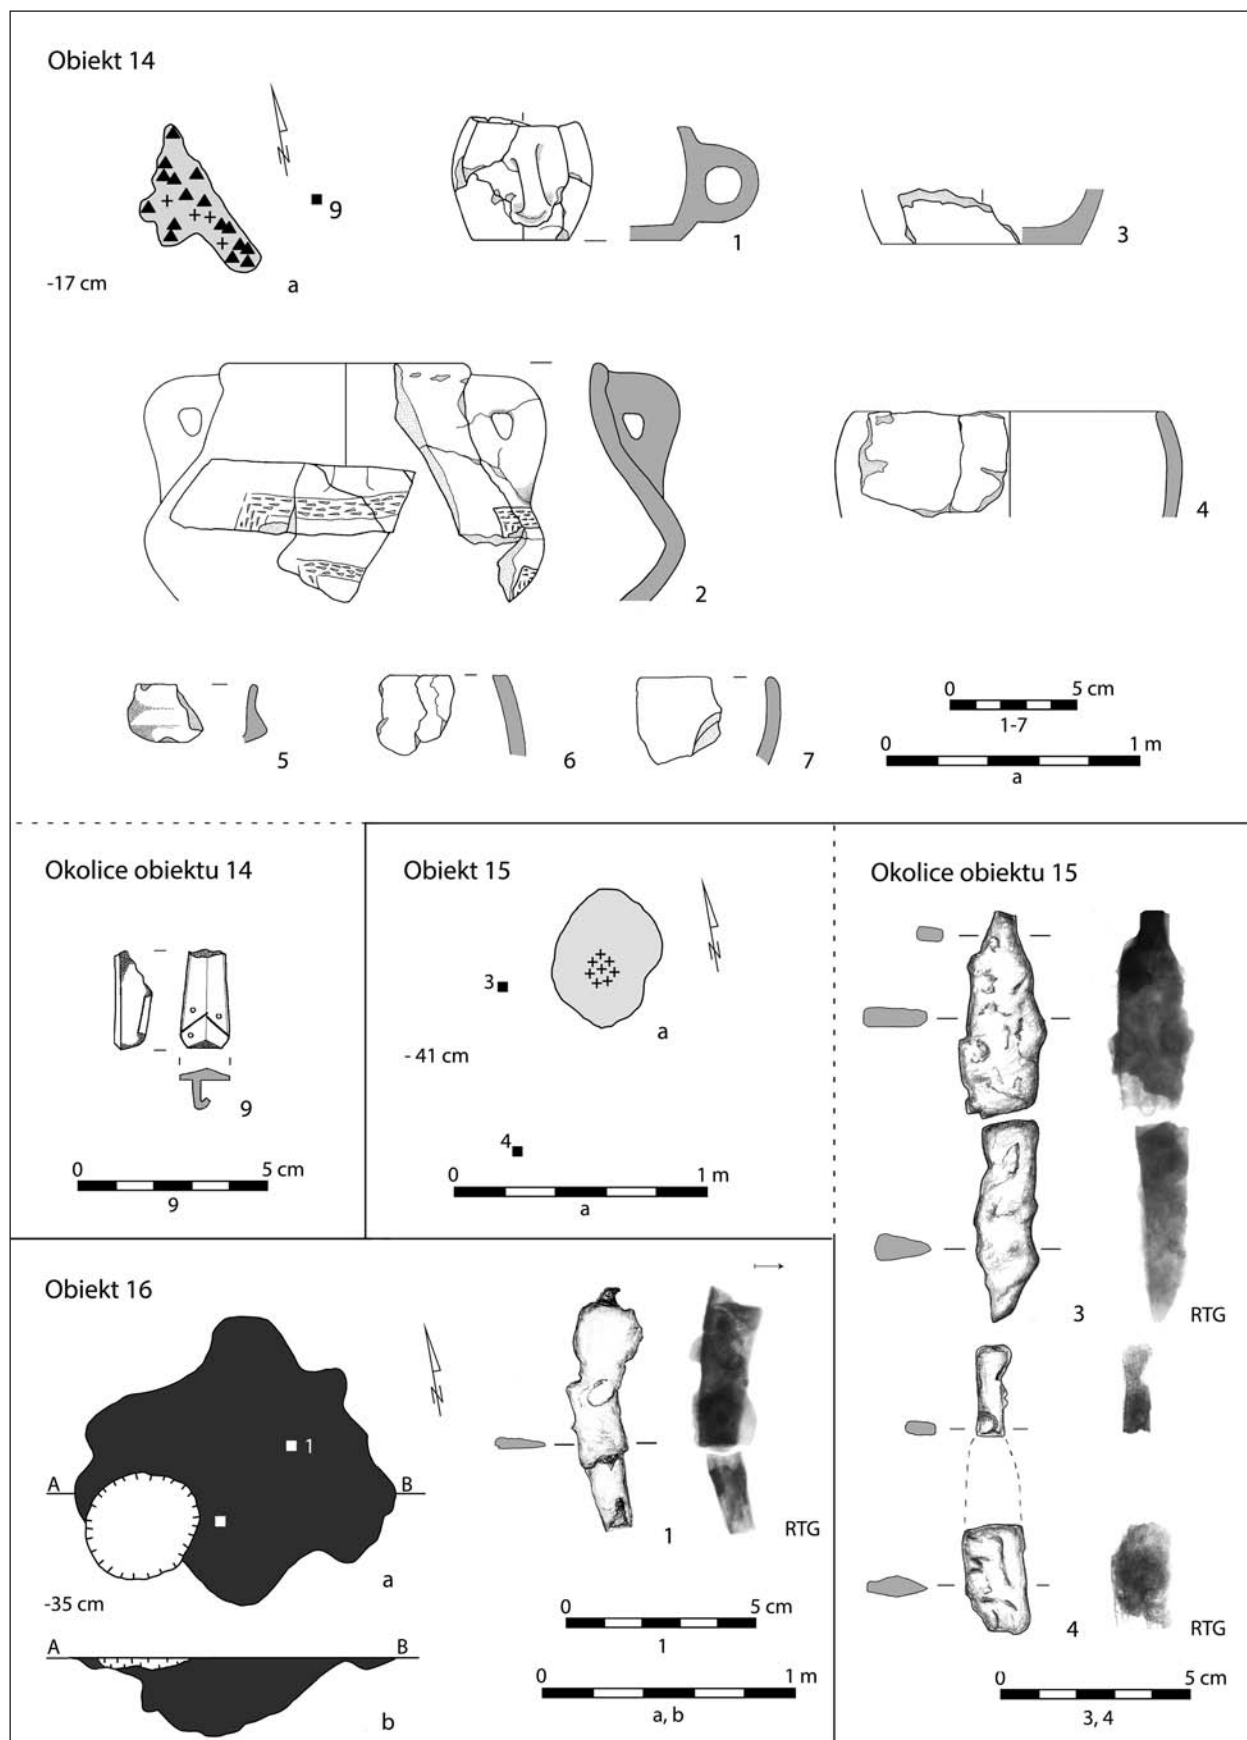 Obiekt 14
N
9
-17 cm
a
1
3
2
4
5
6
7
0 5 cm
1-7
0 1 m
a
Okolice obiektu 14
9
0 5 cm
9
Obiekt 15
N
3
a
- 41 cm
4
0 1 m
a
Okolice obiektu 15
3 RTG
4 RTG
0 5 cm
3, 4
Obiekt 16
N
1
A B
a
-35 cm
A B
b
1 RTG
0 5 cm
1
0 1 m
a, b